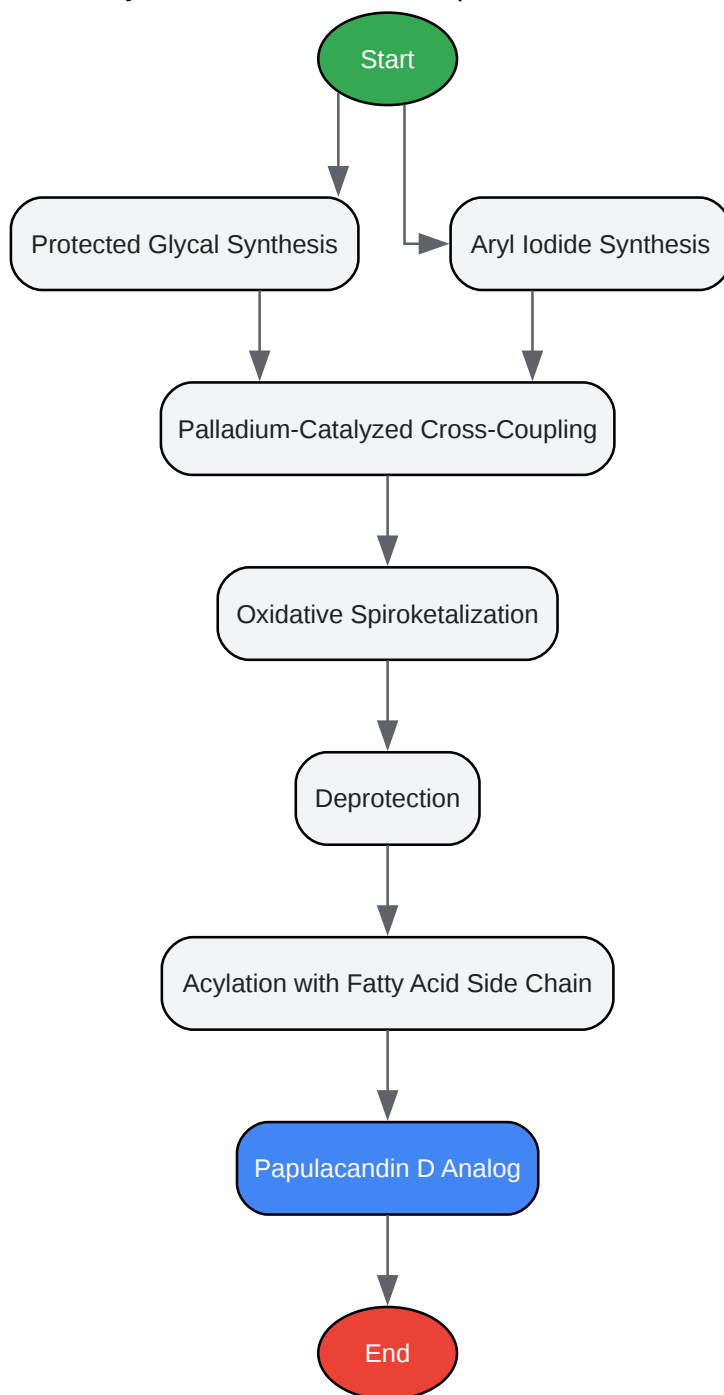 Start
Protected Glycal Synthesis
Aryl Iodide Synthesis
Palladium-Catalyzed Cross-Coupling
Oxidative Spiroketalization
Deprotection
Acylation with Fatty Acid Side Chain
Papulacandin D Analog
End